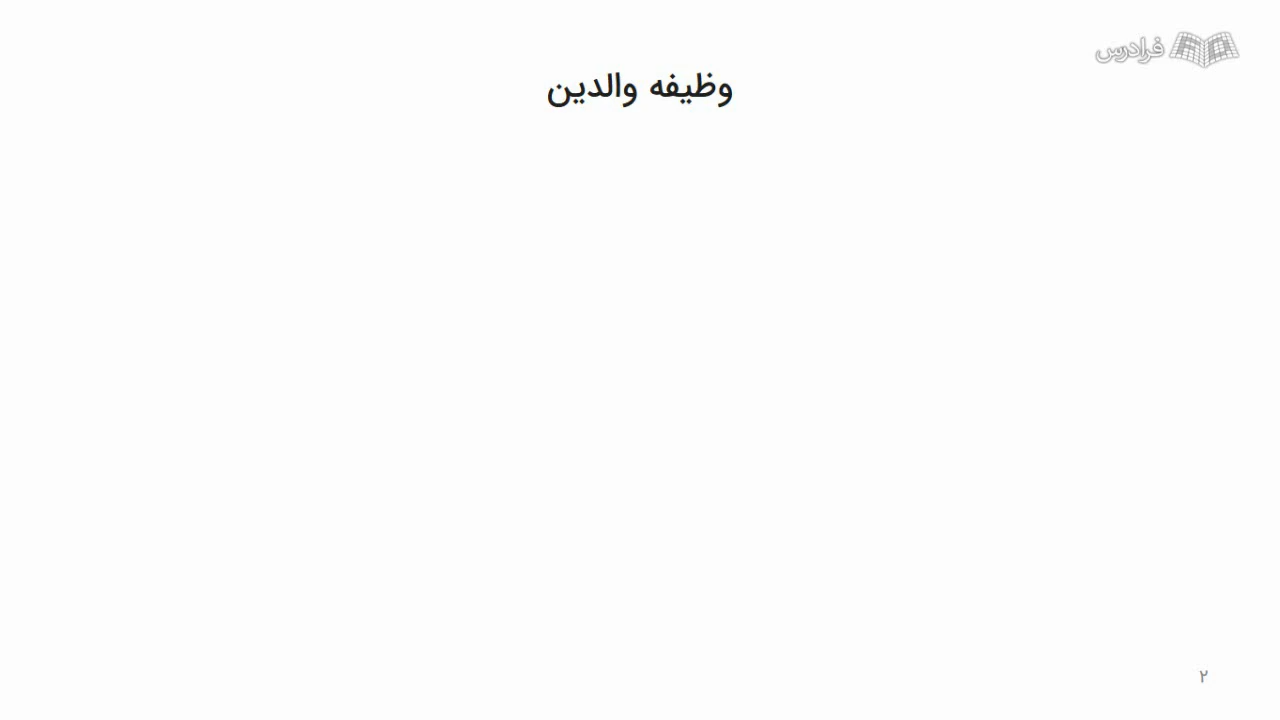 فرادرس
وظیفه والدین
۲